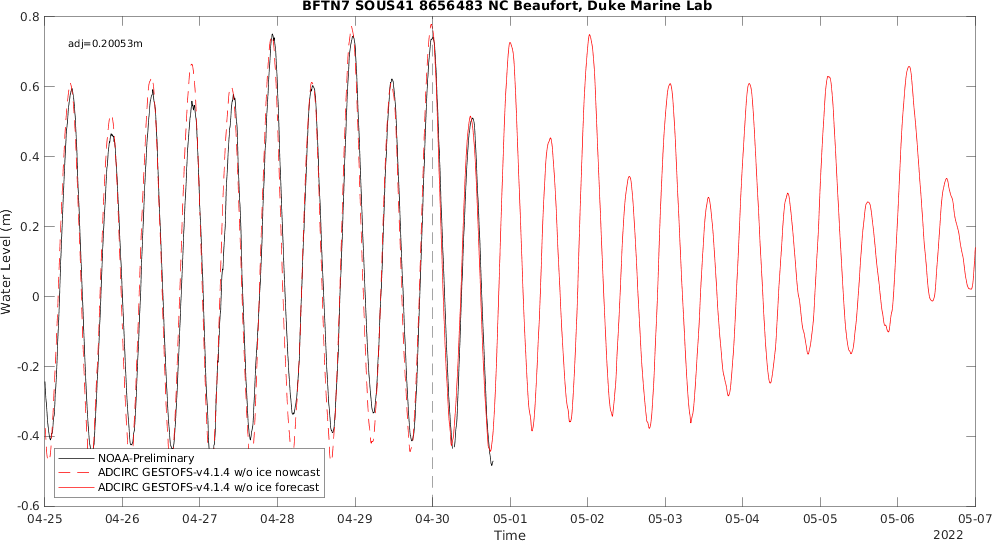 BFTN7 SOUS41 8656483 NC Beaufort, Duke Marine Lab
adj=0.20053m
0.8
0.6
0.4
0.2
0
-0.2
-0.4
-0.6
Water Level (m)
NOAA-Preliminary
ADCIRC GESTOFS-v4.1.4 w/o ice nowcast
ADCIRC GESTOFS-v4.1.4 w/o ice forecast
04-25 04-26 04-27 04-28 04-29 04-30 05-01 05-02 05-03 05-04 05-05 05-06 05-07
Time
2022